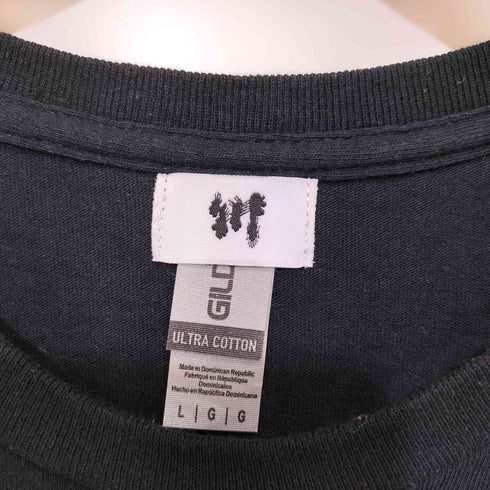 GILD
ULTRA COTTON
Made in Dominican Republic
Fabriqué en République
Dominicaine
Hecho en República Dominicana
L | G | G